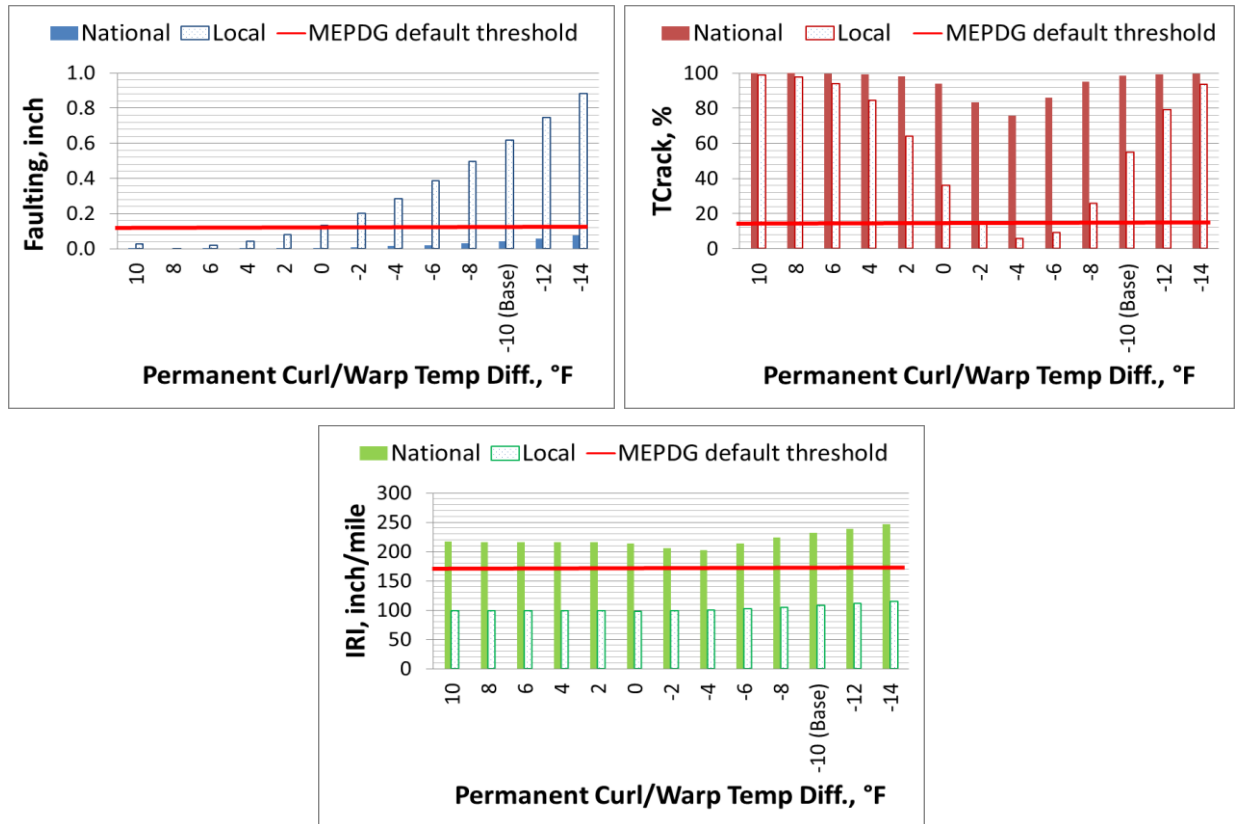 National Local MEPDG default threshold
Faulting, inch
1.0
0.8
0.6
0.4
0.2
0.0
10 8 6 4 2 0 -2 -4 -6 -8 -10 (Base) -12 -14
Permanent Curl/Warp Temp Diff., °F
National Local MEPDG default threshold
TCrack, %
100
80
60
40
20
0
10 8 6 4 2 0 -2 -4 -6 -8 -10 (Base) -12 -14
Permanent Curl/Warp Temp Diff., °F
National Local MEPDG default threshold
IRI, inch/mile
300
250
200
150
100
50
0
10 8 6 4 2 0 -2 -4 -6 -8 -10 (Base) -12 -14
Permanent Curl/Warp Temp Diff., °F